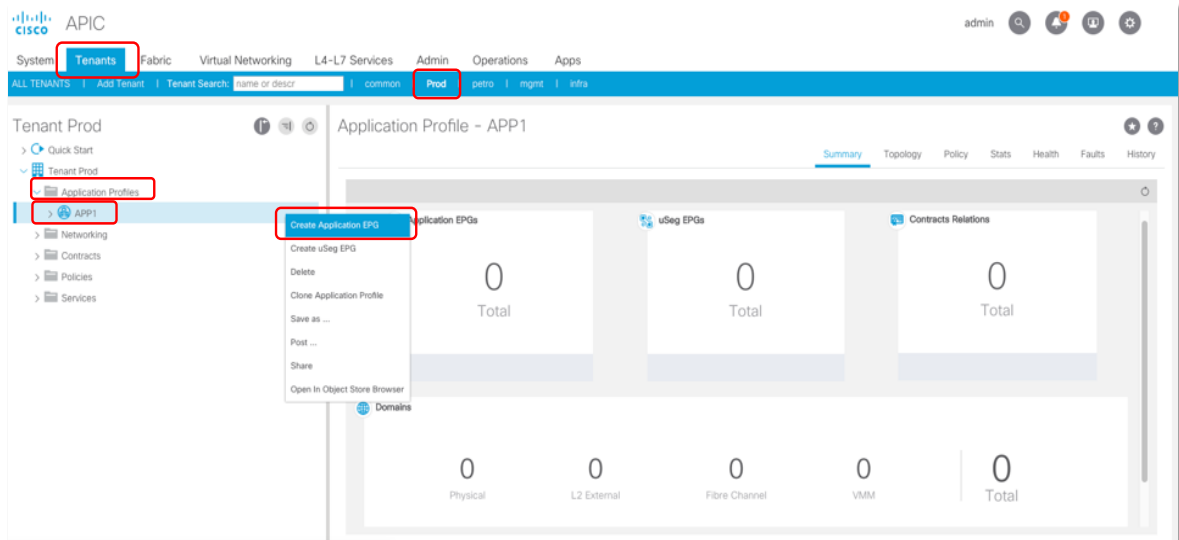 cisco APIC admin 1
System Tenants Fabric Virtual Networking L4-L7 Services Admin Operations Apps
ALL TENANTS | Add Tenant | Tenant Search: name or descr | common Prod petro | mgmt | infra
Tenant Prod
Quick Start
Tenant Prod
Application Profiles
APP1
Networking
Contracts
Policies
Services
Create Application EPG
Create uSeg EPG
Delete
Clone Application Profile
Save as ...
Post ...
Share
Open In Object Store Browser
Application Profile - APP1
Summary Topology Policy Stats Health Faults History
Application EPGs
0
Total
uSeg EPGs
0
Total
Contracts Relations
0
Total
Domains
0 0 0 0 0
Physical L2 External Fibre Channel VMM Total